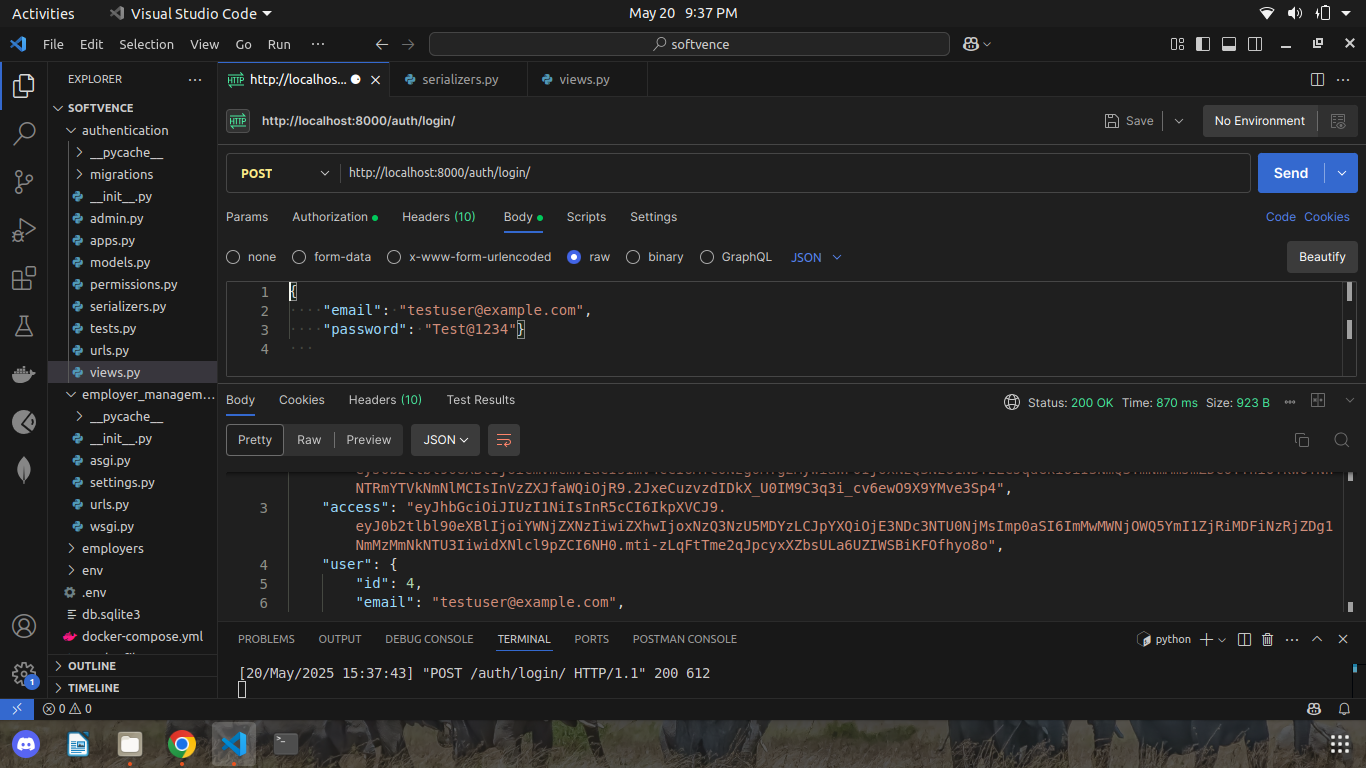 Activities
Visual Studio Code
May 20 9:37 PM
File Edit Selection View Go Run ···
softvence
EXPLORER
SOFTVENCE
authentication
__pycache__
migrations
__init__.py
admin.py
apps.py
models.py
permissions.py
serializers.py
tests.py
urls.py
views.py
employer_managem...
__pycache__
__init__.py
asgi.py
settings.py
urls.py
wsgi.py
employers
env
.env
db.sqlite3
docker-compose.yml
OUTLINE
TIMELINE
HTTP http://localhos...
serializers.py
views.py
HTTP http://localhost:8000/auth/login/
Save
No Environment
POST http://localhost:8000/auth/login/
Send
Params Authorization Headers (10) Body Scripts Settings
Code Cookies
none form-data x-www-form-urlencoded raw binary GraphQL JSON
Beautify
1 {
2 "email": "testuser@example.com",
3 "password": "Test@1234"}
4
Body Cookies Headers (10) Test Results
Status: 200 OK Time: 870 ms Size: 923 B
Pretty Raw Preview JSON
NTRmYTVkNmNlMCIsInVzZXJfaWQiOjR9.2JxeCuzvzdIDkX_U0IM9C3q3i_cv6ewO9X9YMve3Sp4",
3 "access": "eyJhbGciOiJIUzI1NiIsInR5cCI6IkpXVCJ9.
eyJ0b2tlbl90eXBlIjoiYWNjZXNzIiwiZXhwIjoxNzQ3NzU5MDYzLCJpYXQiOjE3NDc3NTU0NjMsImp0aSI6ImMwMWNjOWQ5YmI1ZjRiMDFiNzRjZDg1
NmMzMmNkNTU3IiwidXNlcl9pZCI6NH0.mti-zLqFtTme2qJpcyxXZbsULa6UZIWSBiKFOfhyo8o",
4 "user": {
5 "id": 4,
6 "email": "testuser@example.com",
PROBLEMS OUTPUT DEBUG CONSOLE TERMINAL PORTS POSTMAN CONSOLE
python
[20/May/2025 15:37:43] "POST /auth/login/ HTTP/1.1" 200 612
1
0 0